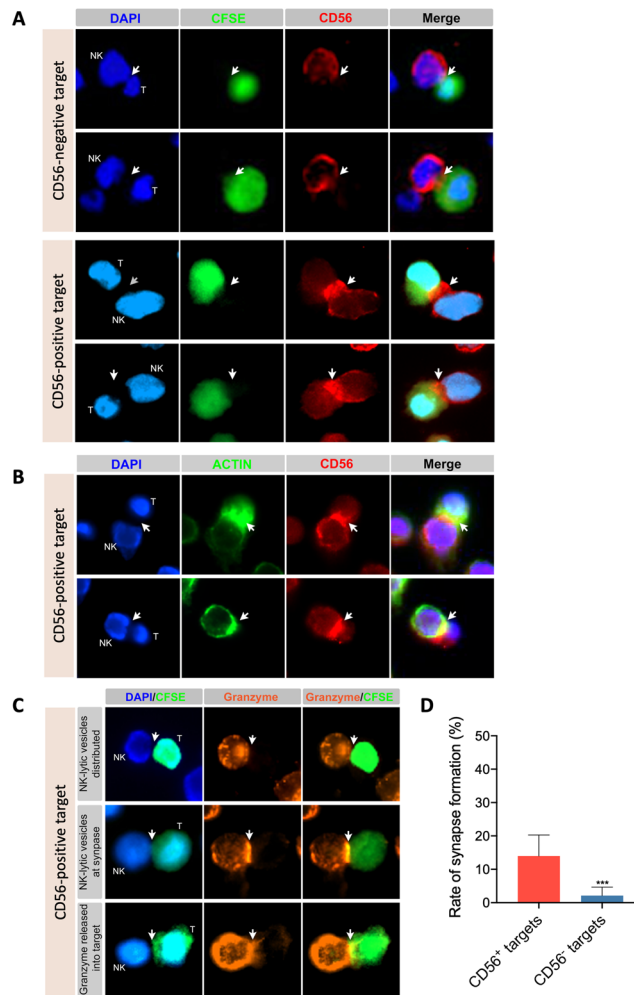 A
DAPI CFSE CD56 Merge
CD56-negative target
NK
T
NK
T
CD56-positive target
T
NK
NK
T
B
DAPI ACTIN CD56 Merge
CD56-positive target
T
NK
NK
T
C
DAPI/CFSE Granzyme Granzyme/CFSE
CD56-positive target
NK-lytic vesicles
distributed
NK
T
NK-lytic vesicles
at synpase
T
NK
Granzyme released
into target
T
NK
D
Rate of synapse formation (%)
50
40
30
20
10
0
***
CD56+ targets
CD56- targets